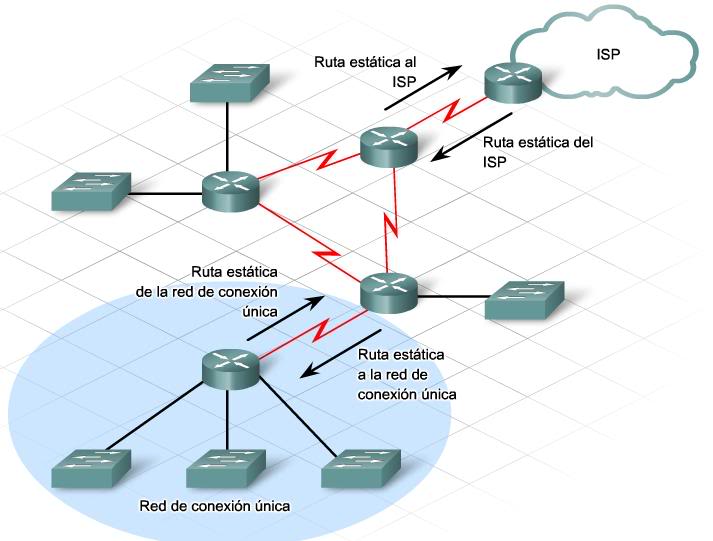 ISP
Ruta estática al
ISP
Ruta estática del
ISP
Ruta estática
de la red de conexión
única
Ruta estática
a la red de
conexión única
Red de conexión única